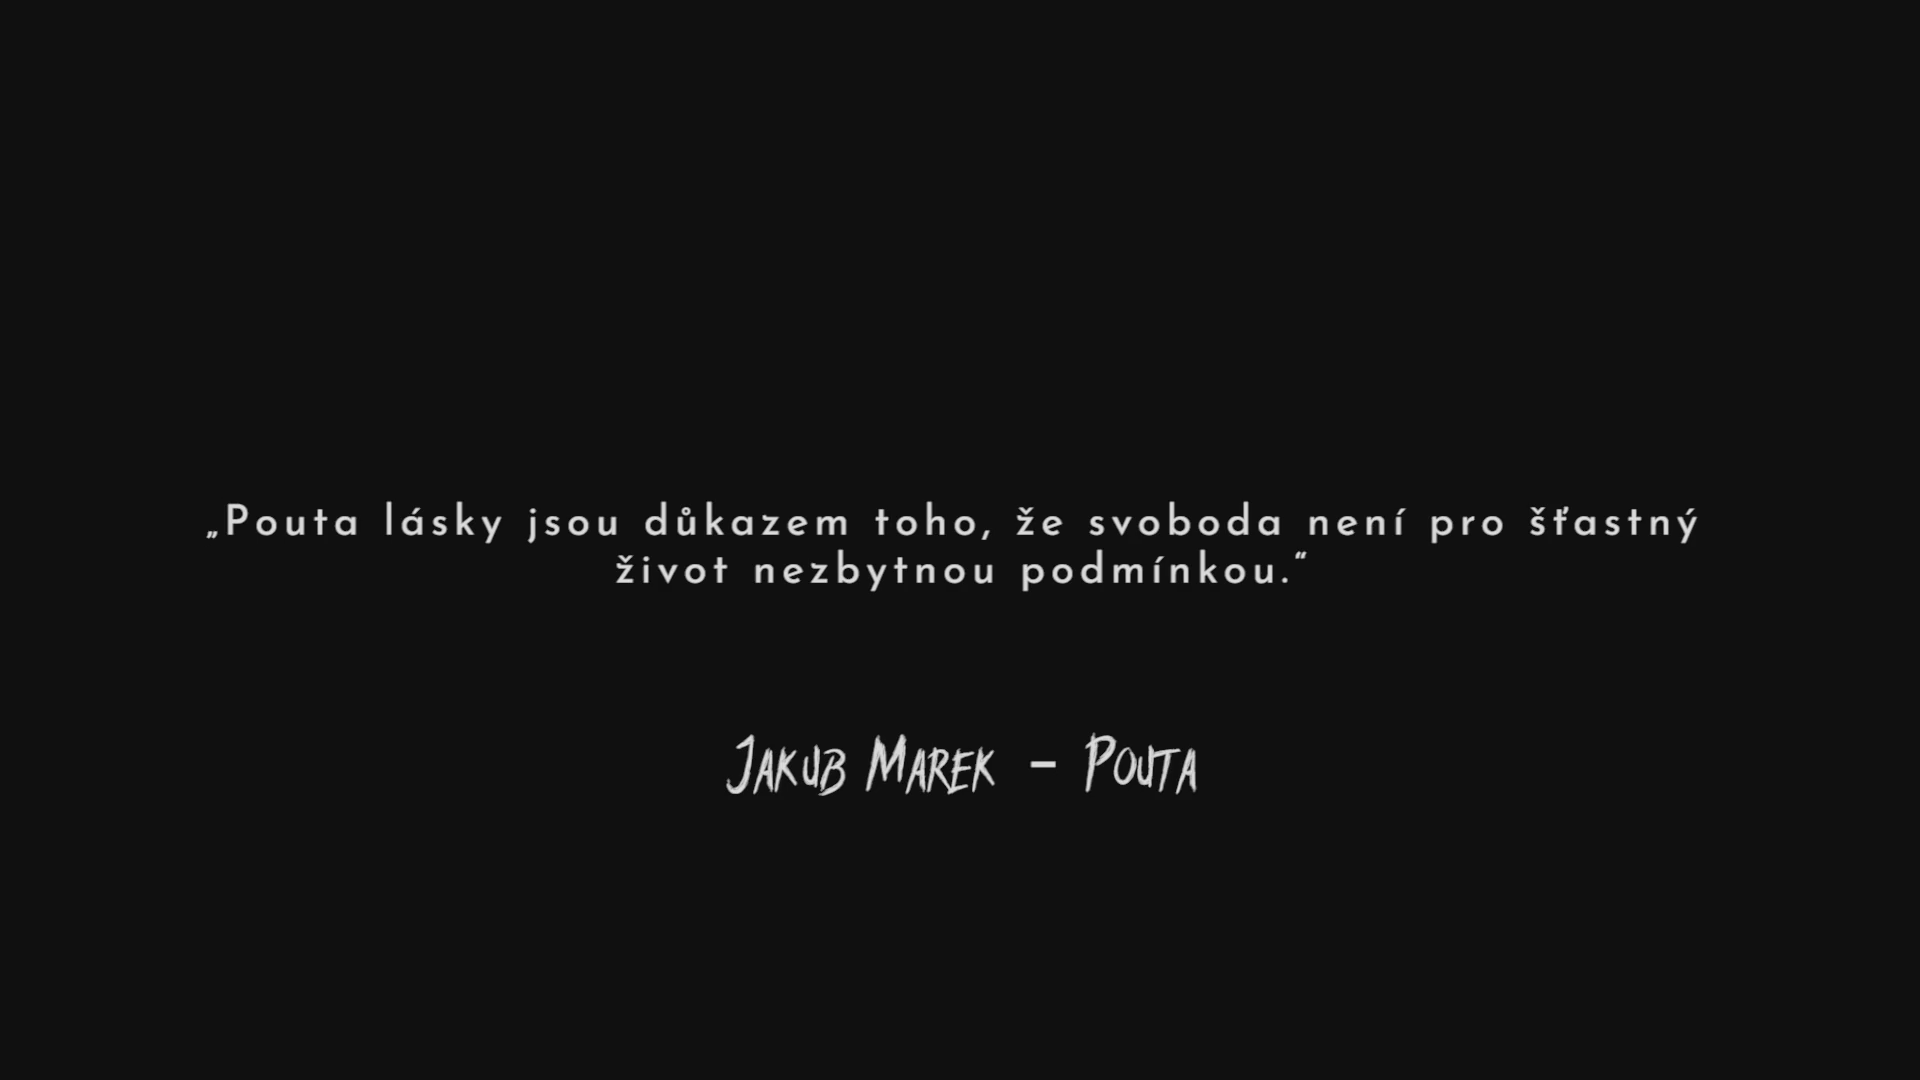 „Pouta lásky jsou důkazem toho, že svoboda není pro šťastný
život nezbytnou podmínkou.“
Jakub Marek - Pouta